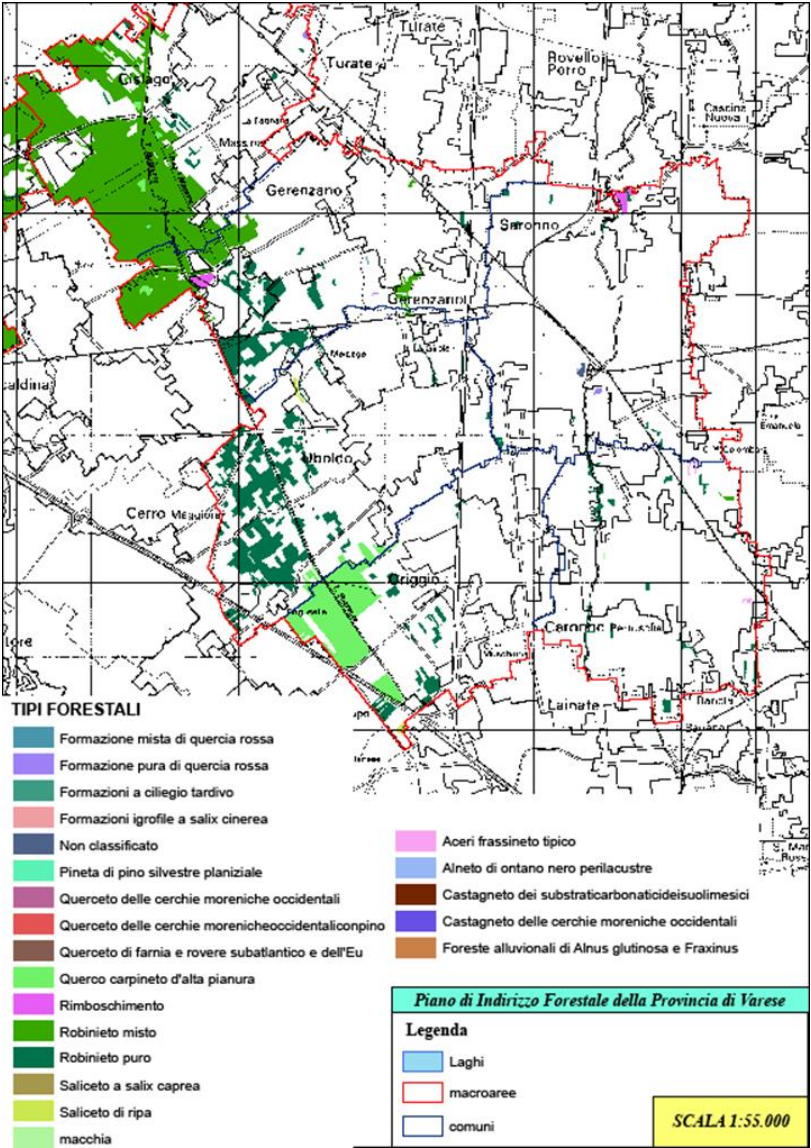 Turate
Turate
Rovello
Porro
Cislago
Cascina
Nuova
Gerenzano
Saronno
Uboldo
Cerro Maggiore
Origgio
Caronno
Lainate
TIPI FORESTALI
Formazione mista di quercia rossa
Formazione pura di quercia rossa
Formazioni a ciliegio tardivo
Formazioni igrofile a salix cinerea
Non classificato
Pineta di pino silvestre planiziale
Querceto delle cerchie moreniche occidentali
Querceto delle cerchie morenicheoccidentaliconpino
Querceto di farnia e rovere subatlantico e dell'Eu
Querco carpineto d'alta pianura
Rimboschimento
Robinieto misto
Robinieto puro
Saliceto a salix caprea
Saliceto di ripa
macchia
Aceri frassineto tipico
Alneto di ontano nero perilacustre
Castagneto dei substraticarbonaticideisuolimesici
Castagneto delle cerchie moreniche occidentali
Foreste alluvionali di Alnus glutinosa e Fraxinus
Piano di Indirizzo Forestale della Provincia di Varese
Legenda
Laghi
macroaree
comuni
SCALA 1:55.000